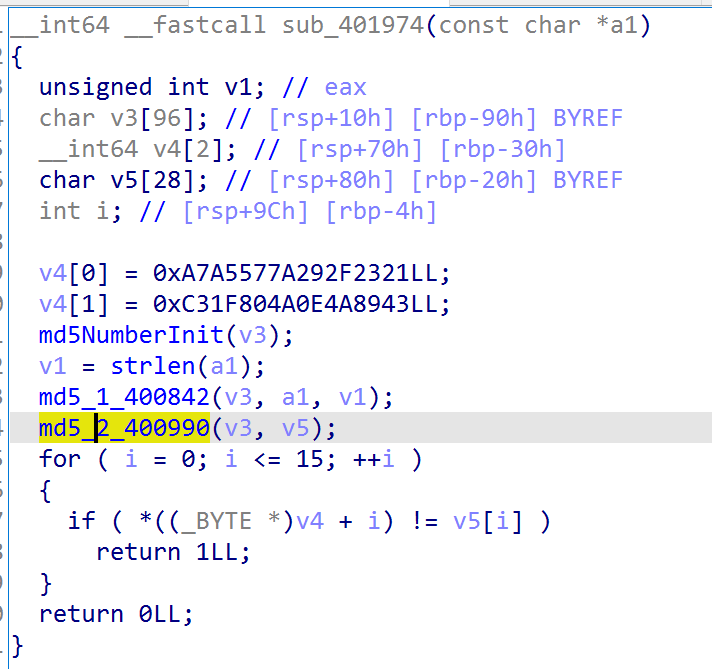 __int64 __fastcall sub_401974(const char *a1)
{
  unsigned int v1; // eax
  char v3[96]; // [rsp+10h] [rbp-90h] BYREF
  __int64 v4[2]; // [rsp+70h] [rbp-30h]
  char v5[28]; // [rsp+80h] [rbp-20h] BYREF
  int i; // [rsp+9Ch] [rbp-4h]

  v4[0] = 0xA7A5577A292F2321LL;
  v4[1] = 0xC31F804A0E4A8943LL;
  md5NumberInit(v3);
  v1 = strlen(a1);
  md5_1_400842(v3, a1, v1);
  md5_2_400990(v3, v5);
  for ( i = 0; i <= 15; ++i )
  {
    if ( *((_BYTE *)v4 + i) != v5[i] )
      return 1LL;
  }
  return 0LL;
}